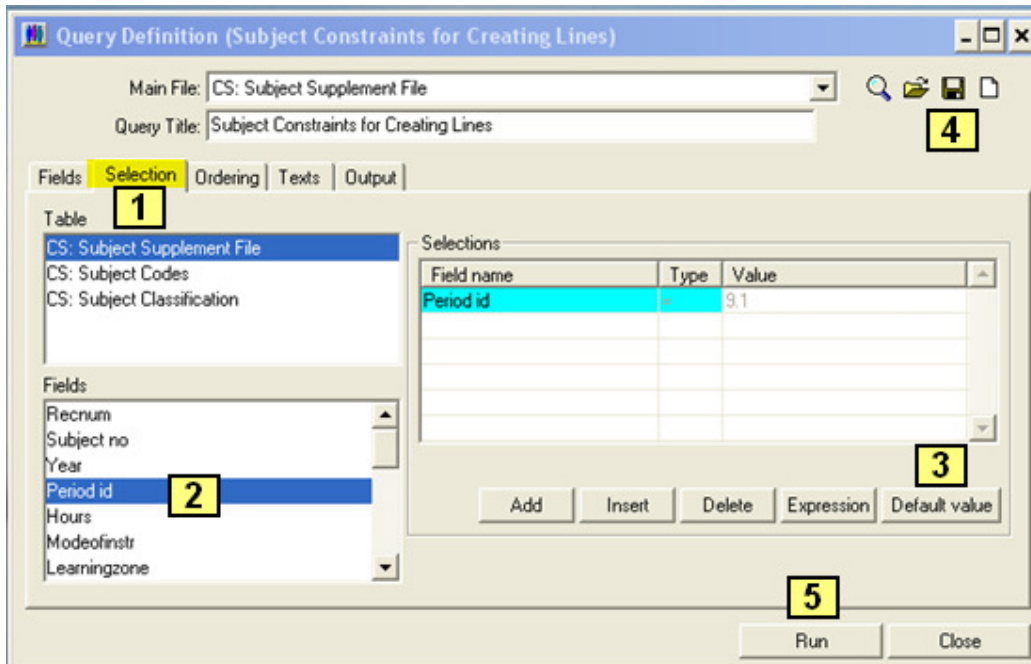 Query Definition (Subject Constraints for Creating Lines)
Main File: CS: Subject Supplement File
Query Title: Subject Constraints for Creating Lines
4
Fields Selection Ordering Texts Output
1
Table
CS: Subject Supplement File
CS: Subject Codes
CS: Subject Classification
Selections
Field name Type Value
Period id = 9.1
Fields
Recnum
Subject no
Year
Period id
2
Hours
Modeofinstr
Learningzone
3
Add Insert Delete Expression Default value
5
Run Close